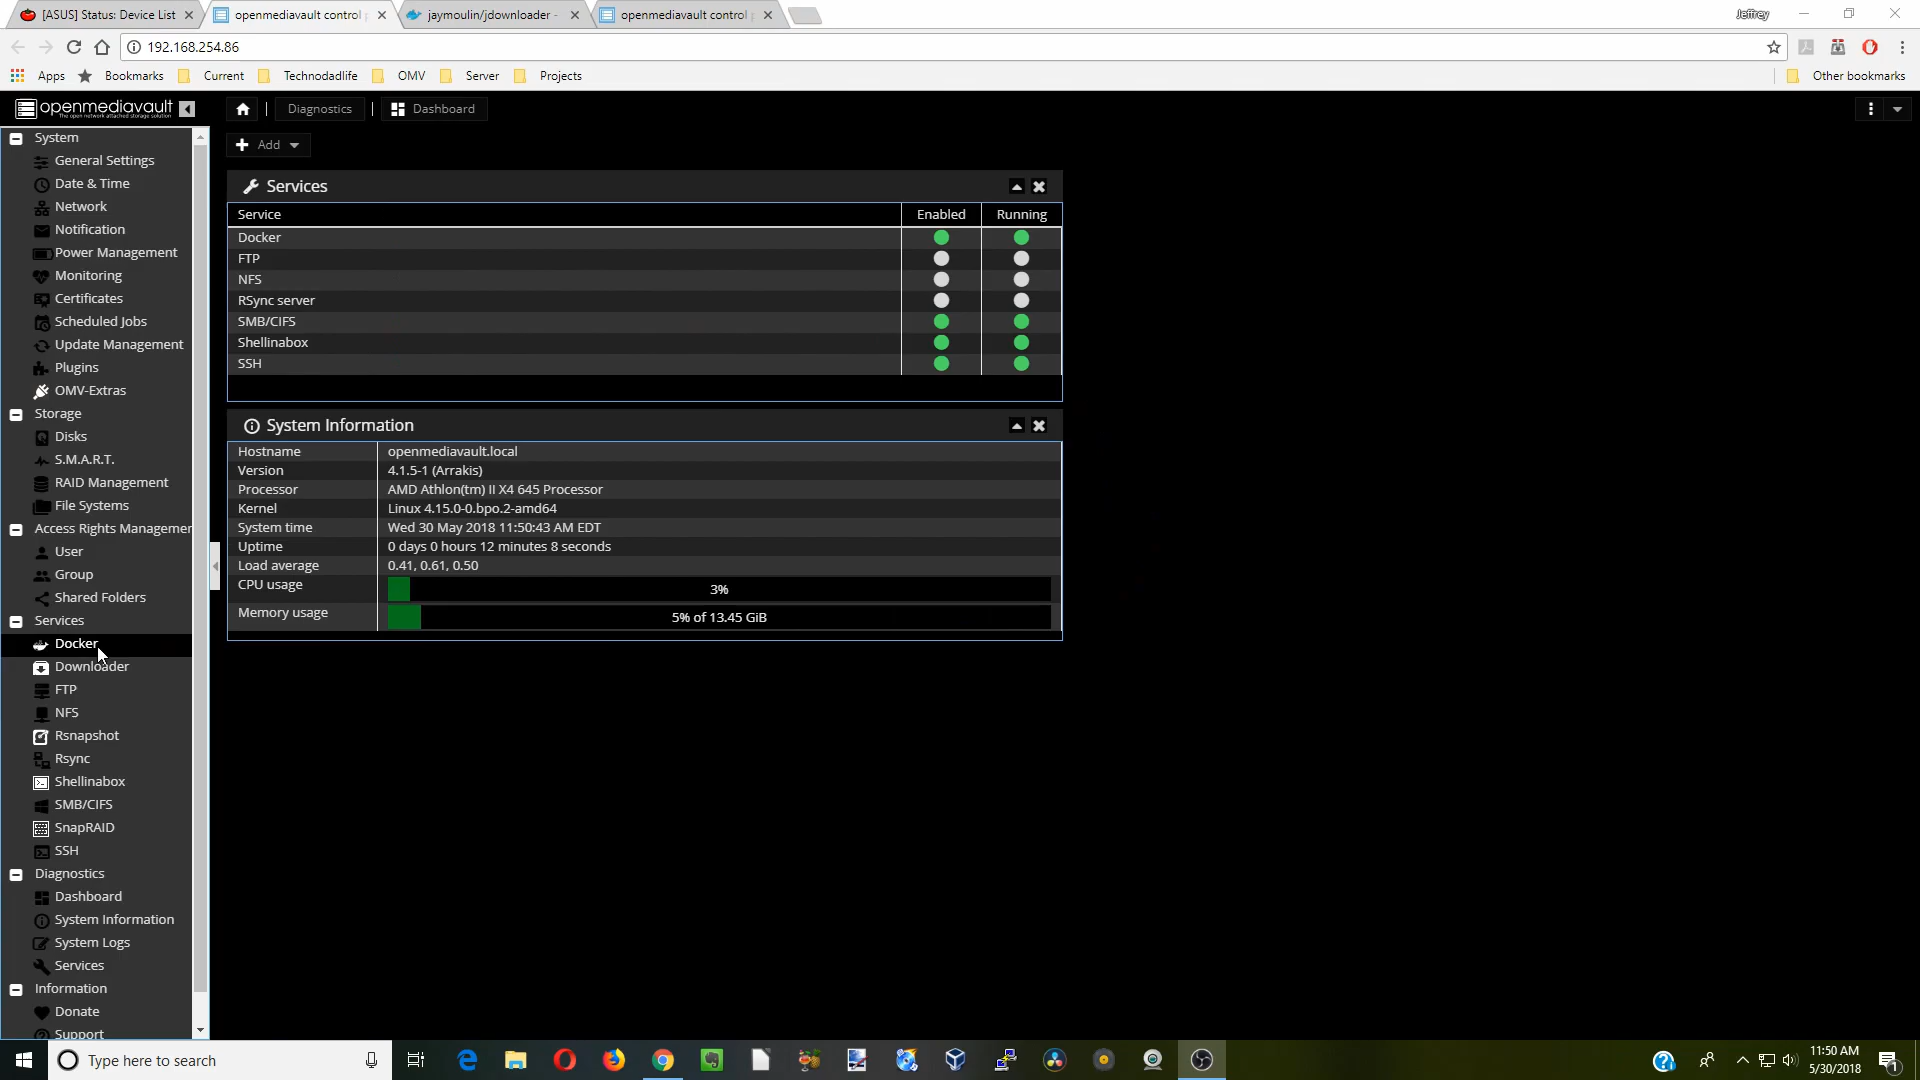 [ASUS] Status: Device List
openmediavault control p
jaymoulin/jdownloader -
openmediavault control p
Jeffrey
192.168.254.86
Apps
Bookmarks
Current
Technodadlife
OMV
Server
Projects
Other bookmarks
openmediavault
The open network attached storage solution
Diagnostics
Dashboard
Add
System
General Settings
Date & Time
Network
Notification
Power Management
Monitoring
Certificates
Scheduled Jobs
Update Management
Plugins
OMV-Extras
Storage
Disks
S.M.A.R.T.
RAID Management
File Systems
Access Rights Managemen
User
Group
Shared Folders
Services
Docker
Downloader
FTP
NFS
Rsnapshot
Rsync
Shellinabox
SMB/CIFS
SnapRAID
SSH
Diagnostics
Dashboard
System Information
System Logs
Services
Information
Donate
Support
Services
Service Enabled Running
Docker
FTP
NFS
RSync server
SMB/CIFS
Shellinabox
SSH
System Information
Hostname openmediavault.local
Version 4.1.5-1 (Arrakis)
Processor AMD Athlon(tm) II X4 645 Processor
Kernel Linux 4.15.0-0.bpo.2-amd64
System time Wed 30 May 2018 11:50:43 AM EDT
Uptime 0 days 0 hours 12 minutes 8 seconds
Load average 0.41, 0.61, 0.50
CPU usage 3%
Memory usage 5% of 13.45 GiB
Type here to search
11:50 AM
5/30/2018
1